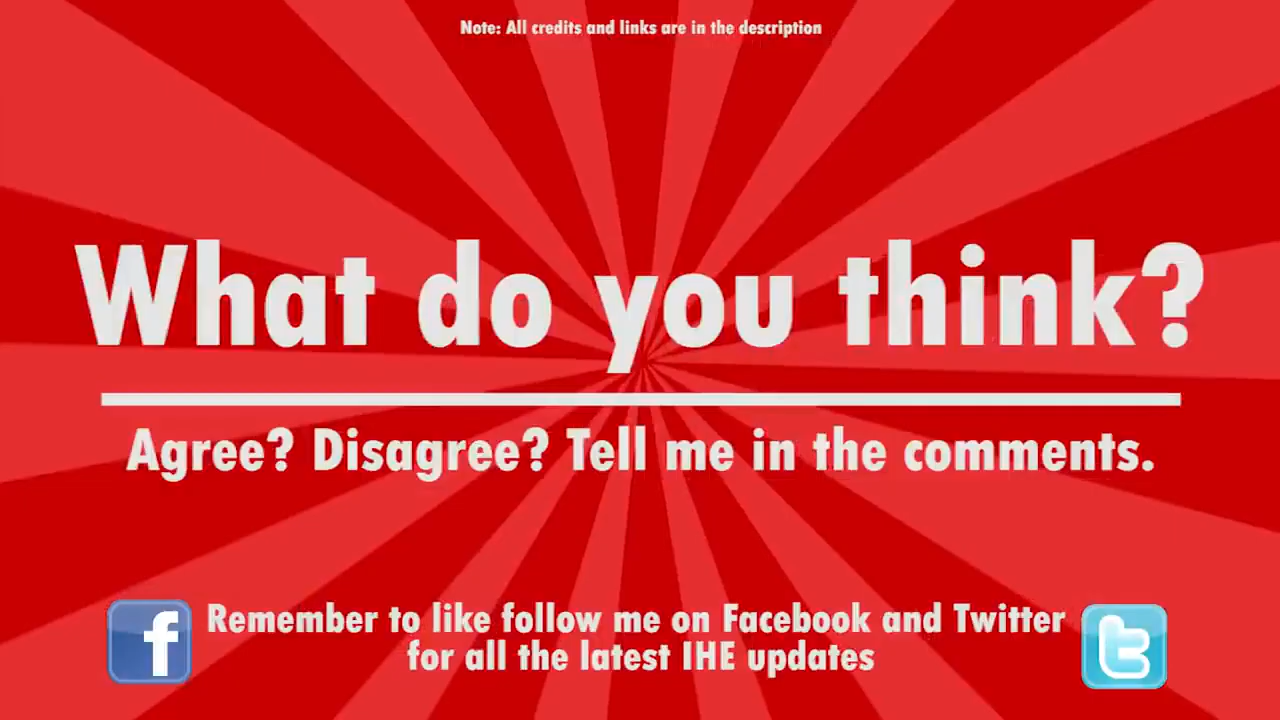 Note: All credits and links are in the description
What do you think?
Agree? Disagree? Tell me in the comments.
Remember to like follow me on Facebook and Twitter
for all the latest IHE updates